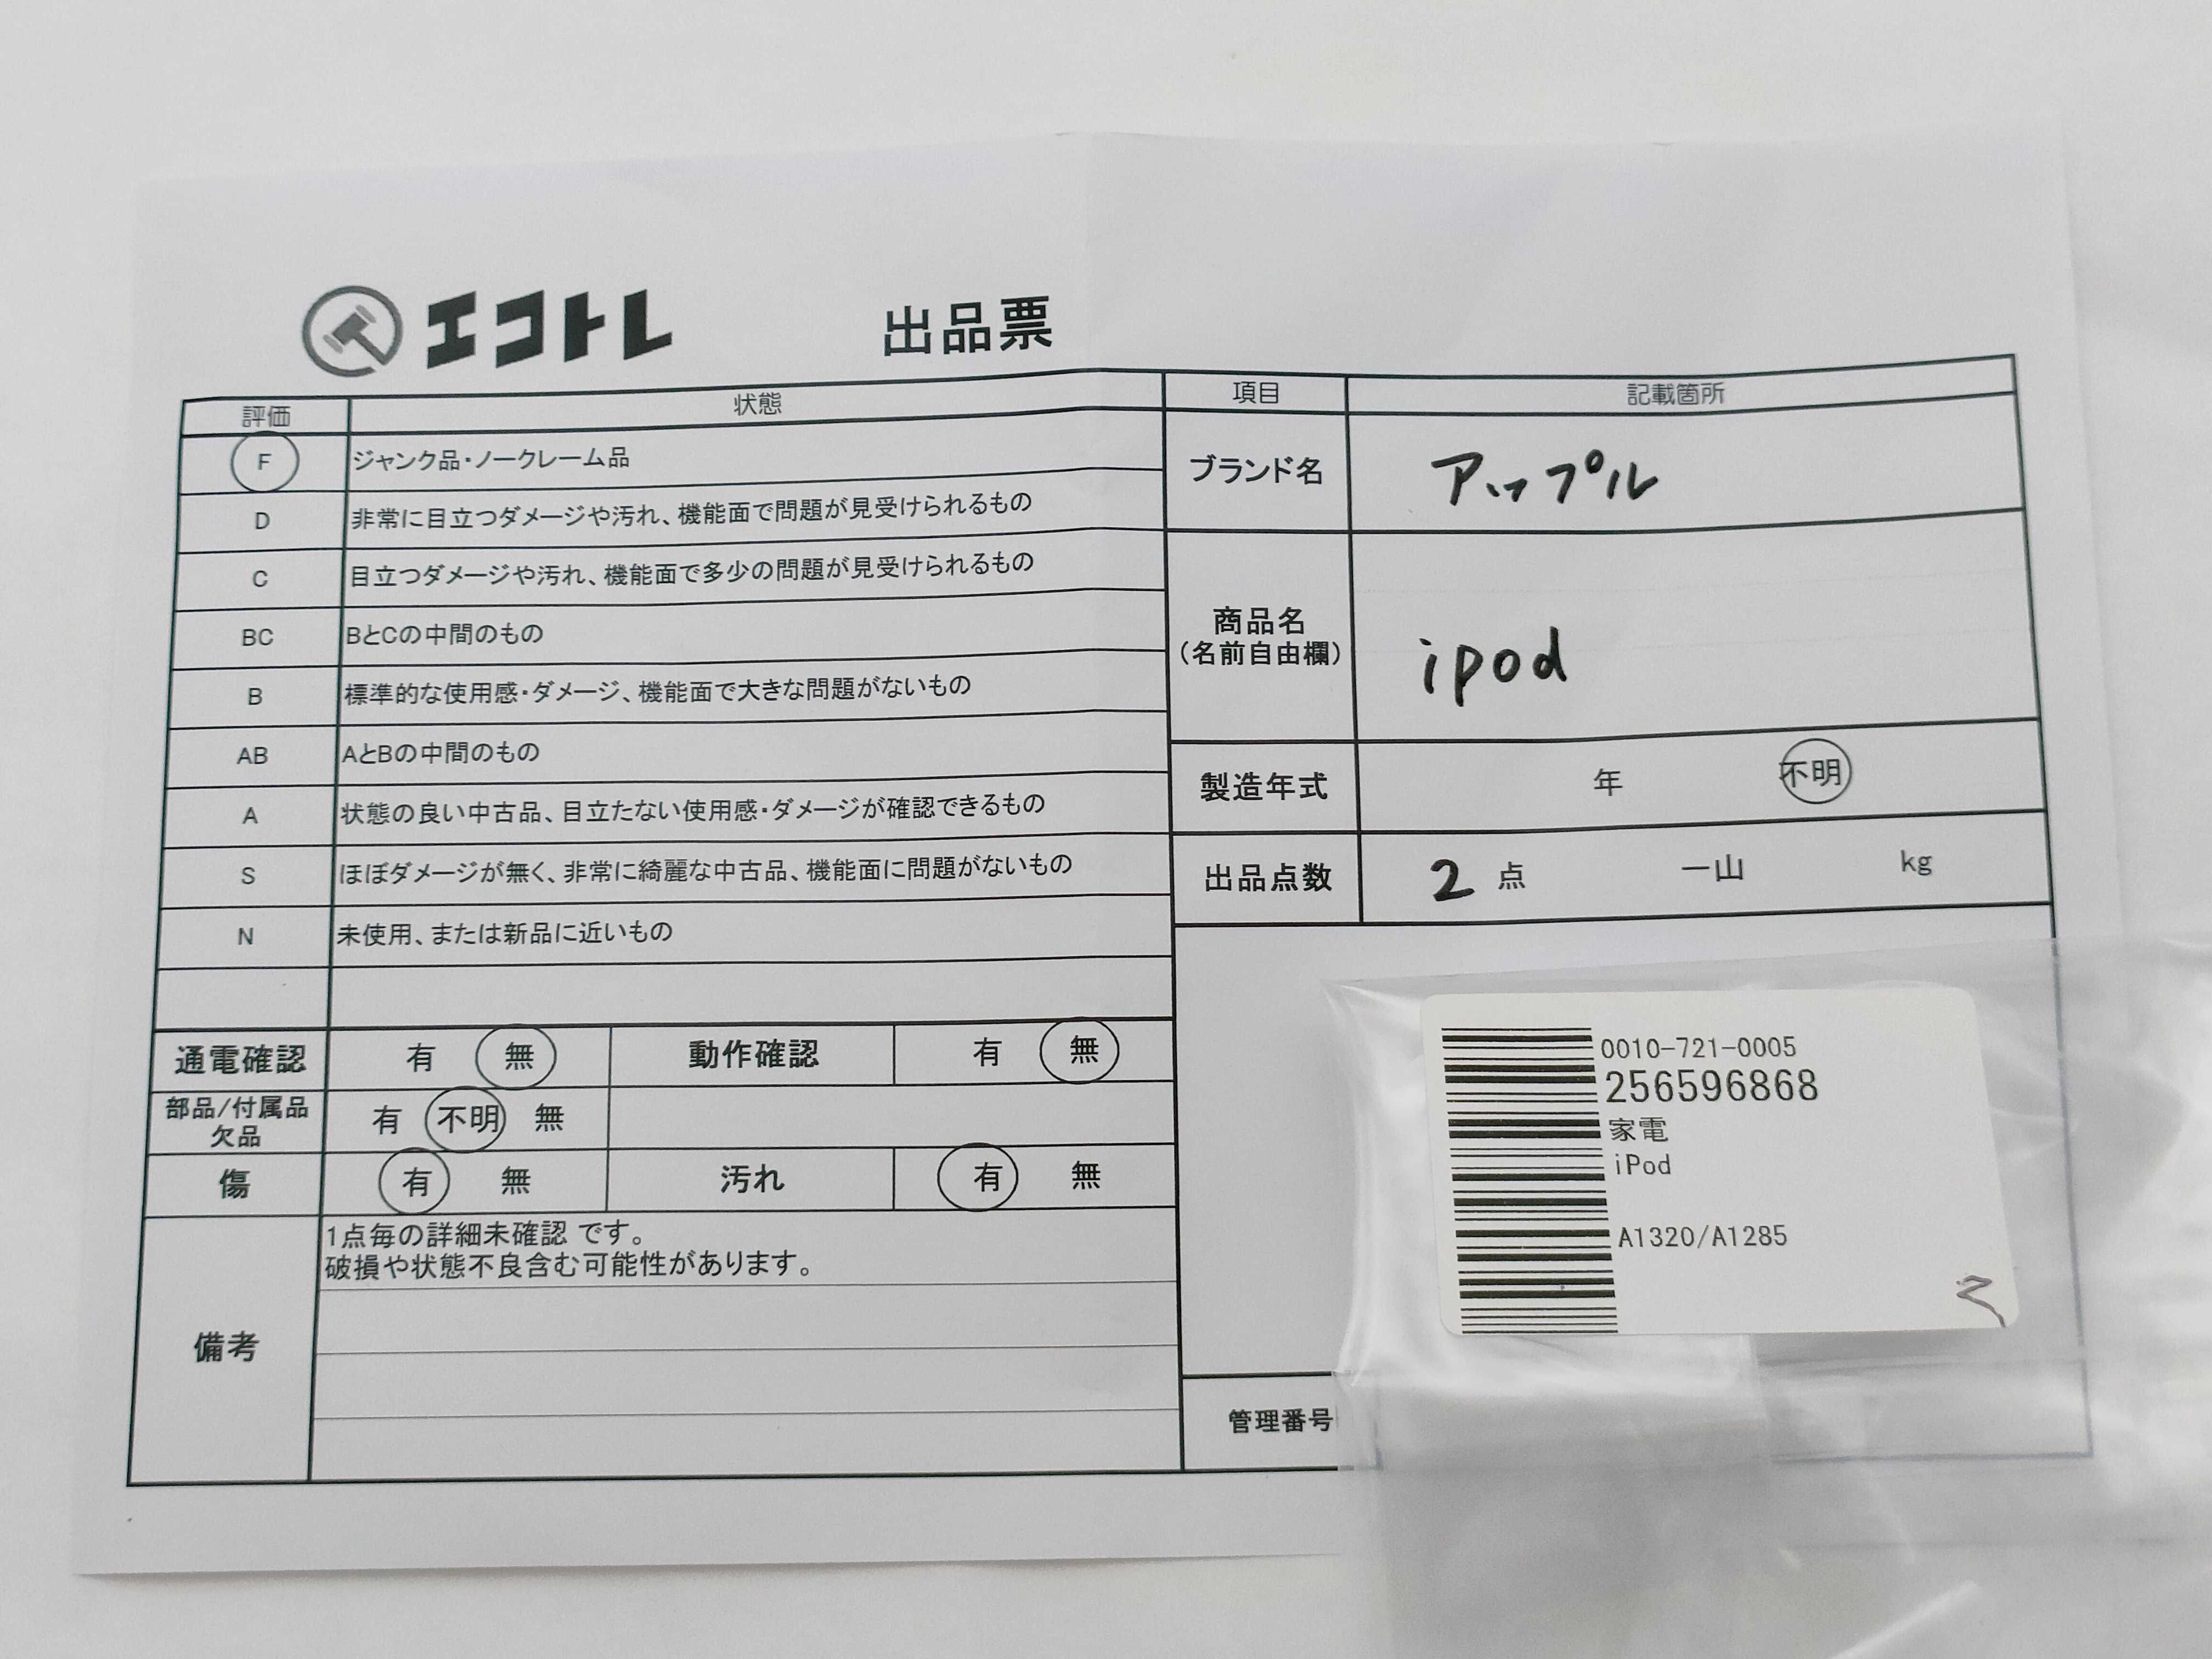 エコトレ 出品票
評価 状態
F ジャンク品・ノークレーム品
D 非常に目立つダメージや汚れ、機能面で問題が見受けられるもの
C 目立つダメージや汚れ、機能面で多少の問題が見受けられるもの
BC BとCの中間のもの
B 標準的な使用感・ダメージ、機能面で大きな問題がないもの
AB AとBの中間のもの
A 状態の良い中古品、目立たない使用感・ダメージが確認できるもの
S ほぼダメージが無く、非常に綺麗な中古品、機能面に問題がないもの
N 未使用、または新品に近いもの
通電確認 有 無 動作確認 有 無
部品/付属品
欠品
有 不明 無
傷 有 無 汚れ 有 無
備考
1点毎の詳細未確認 です。
破損や状態不良含む可能性があります。
項目 記載箇所
ブランド名 アップル
商品名
(名前自由欄)
ipod
製造年式 年 不明
出品点数 2 点 一山 kg
0010-721-0005
256596868
家電
iPod
A1320/A1285
管理番号